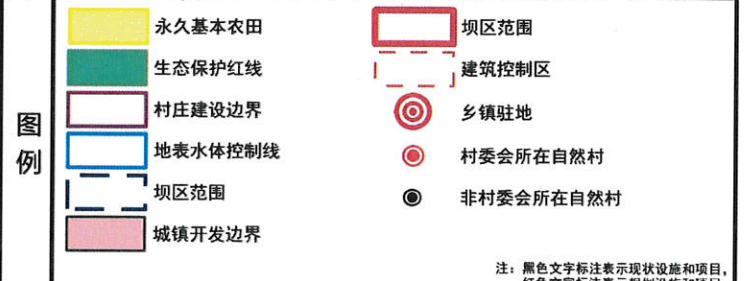 图例
永久基本农田
生态保护红线
村庄建设边界
地表水体控制线
坝区范围
城镇开发边界
坝区范围
建筑控制区
乡镇驻地
村委会所在自然村
非村委会所在自然村
注：黑色文字标注表示现状设施和项目，